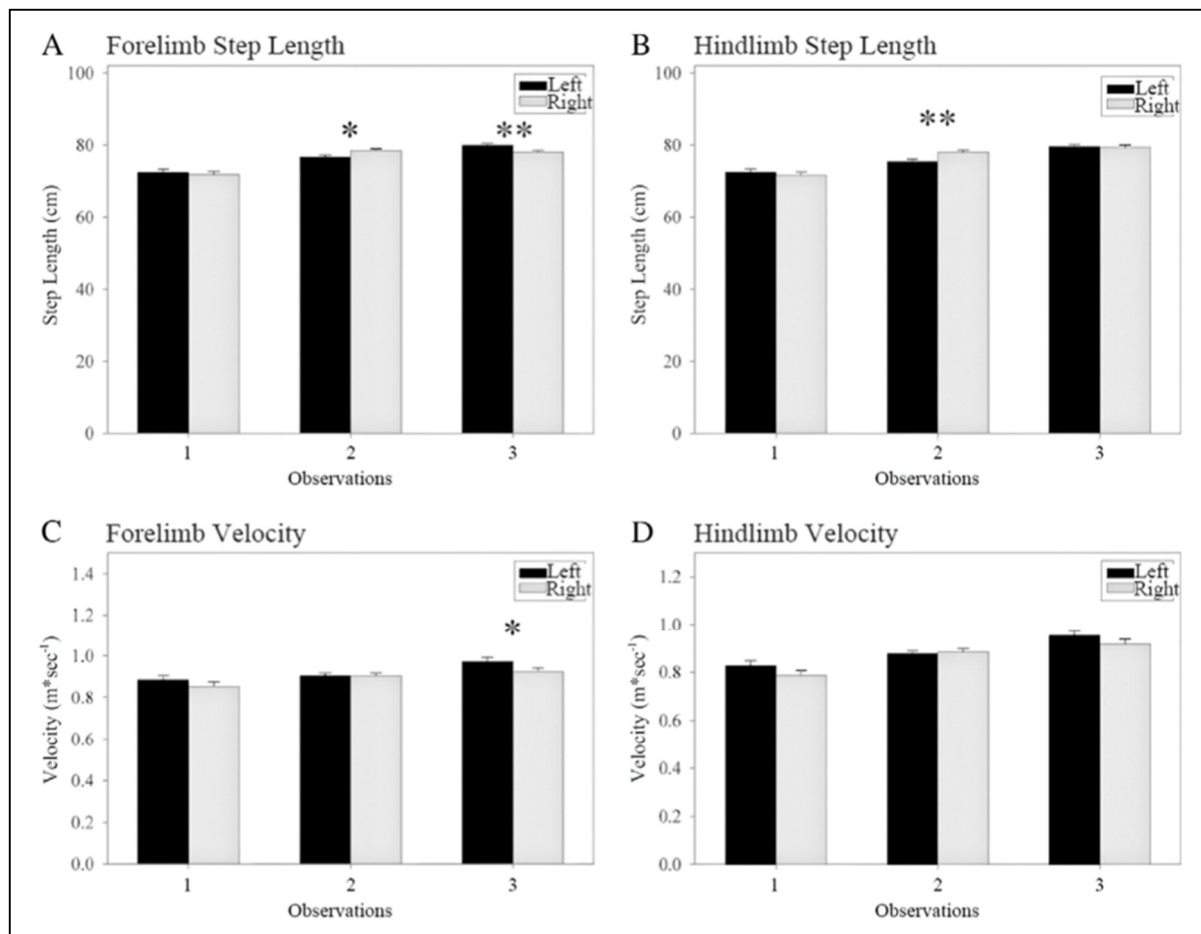 A Forelimb Step Length
100
80
60
40
20
0
Step Length (cm)
Left
Right
*
**
1 2 3
Observations
B Hindlimb Step Length
100
80
60
40
20
0
Step Length (cm)
Left
Right
**
1 2 3
Observations
C Forelimb Velocity
1.4
1.2
1.0
0.8
0.6
0.4
0.2
0.0
Velocity (m*sec⁻¹)
Left
Right
*
1 2 3
Observations
D Hindlimb Velocity
1.2
1.0
0.8
0.6
0.4
0.2
0.0
Velocity (m*sec⁻¹)
Left
Right
1 2 3
Observations